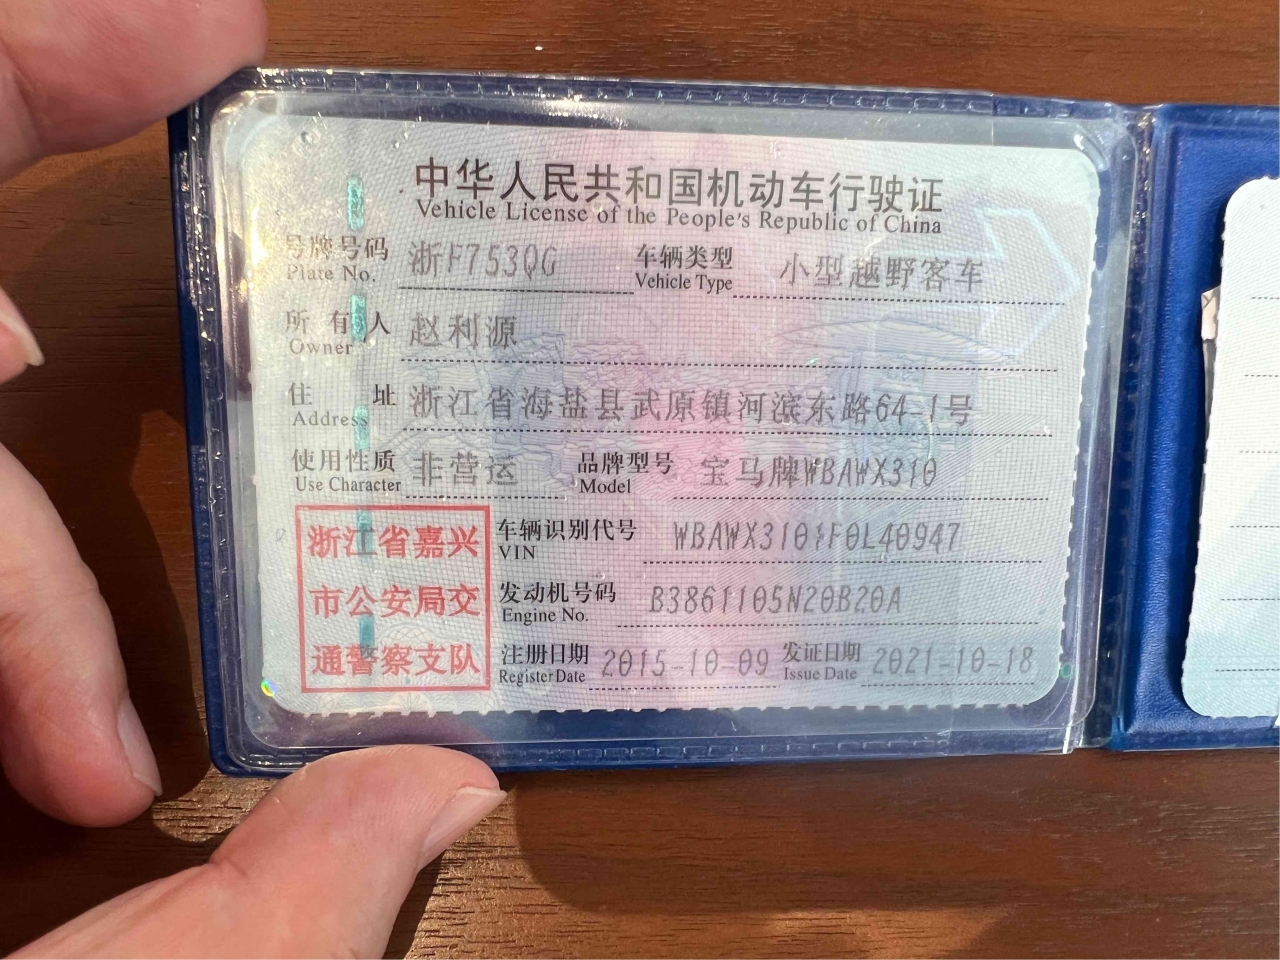 中华人民共和国机动车行驶证
Vehicle License of the People's Republic of China
号牌号码 浙F753QG 车辆类型 小型越野客车
Plate No. Vehicle Type
所有人 赵利源
Owner
住址 浙江省海盐县武原镇河滨东路64-1号
Address
使用性质 非营运 品牌型号 宝马牌WBAWX310
Use Character Model
浙江省嘉兴
市公安局交
通警察支队
车辆识别代号 WBAWX3101F0L40947
VIN
发动机号码 B3861105N20B20A
Engine No.
注册日期 2015-10-09 发证日期 2021-10-18
Register Date Issue Date